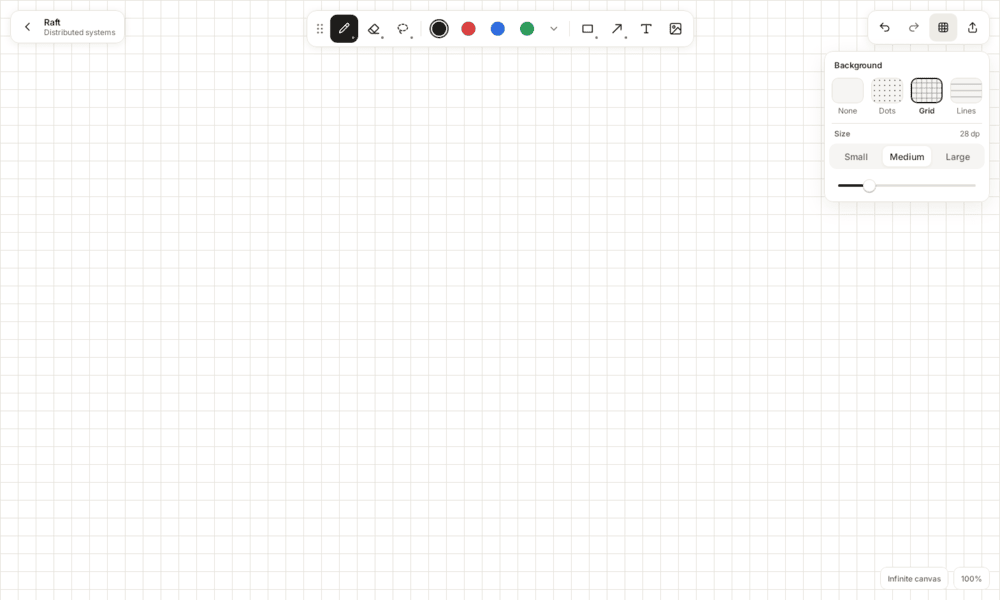 Raft
Distributed systems
T
Background
None
Dots
Grid
Lines
Size
28 dp
Small
Medium
Large
Infinite canvas
100%